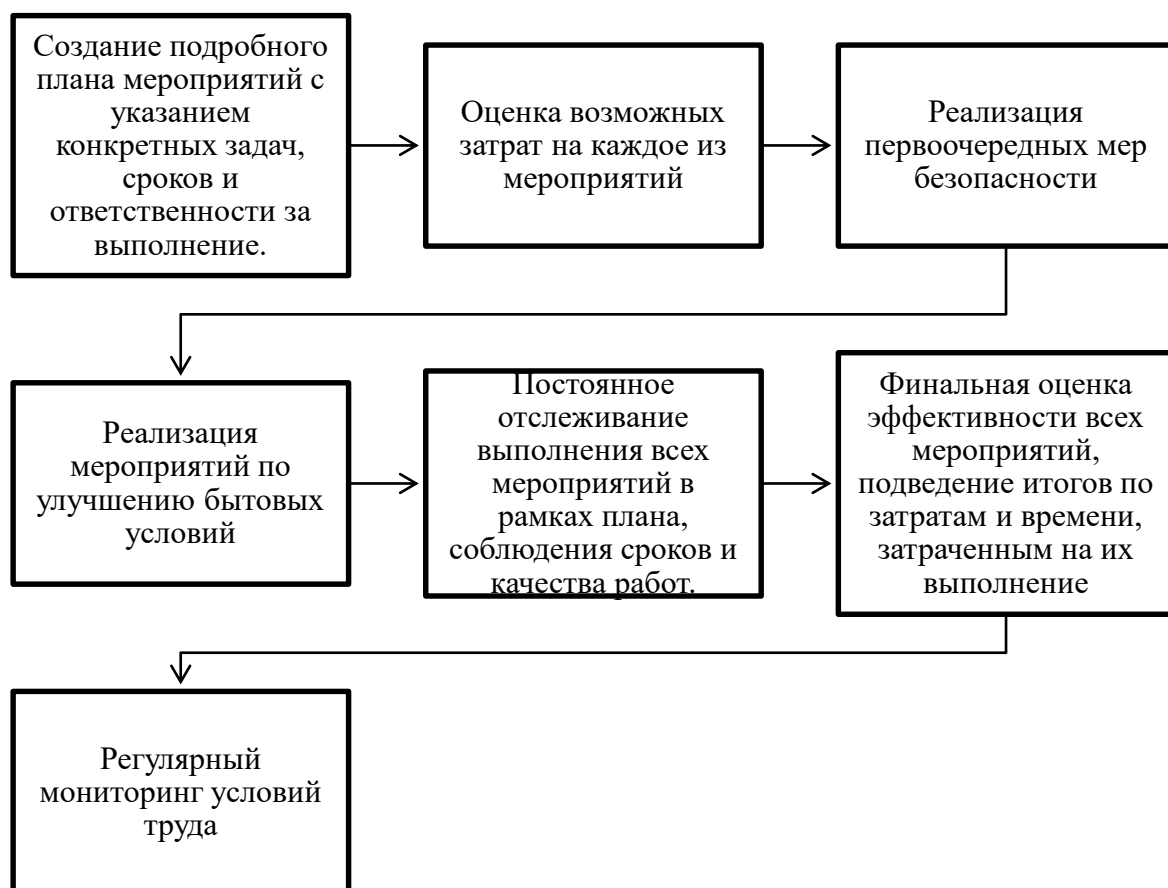 Создание подробного
плана мероприятий с
указанием
конкретных задач,
сроков и
ответственности за
выполнение.
Оценка возможных
затрат на каждое из
мероприятий
Реализация
первоочередных мер
безопасности
Реализация
мероприятий по
улучшению бытовых
условий
Постоянное
отслеживание
выполнения всех
мероприятий в
рамках плана,
соблюдения сроков и
качества работ.
Финальная оценка
эффективности всех
мероприятий,
подведение итогов по
затратам и времени,
затраченным на их
выполнение
Регулярный
мониторинг условий
труда